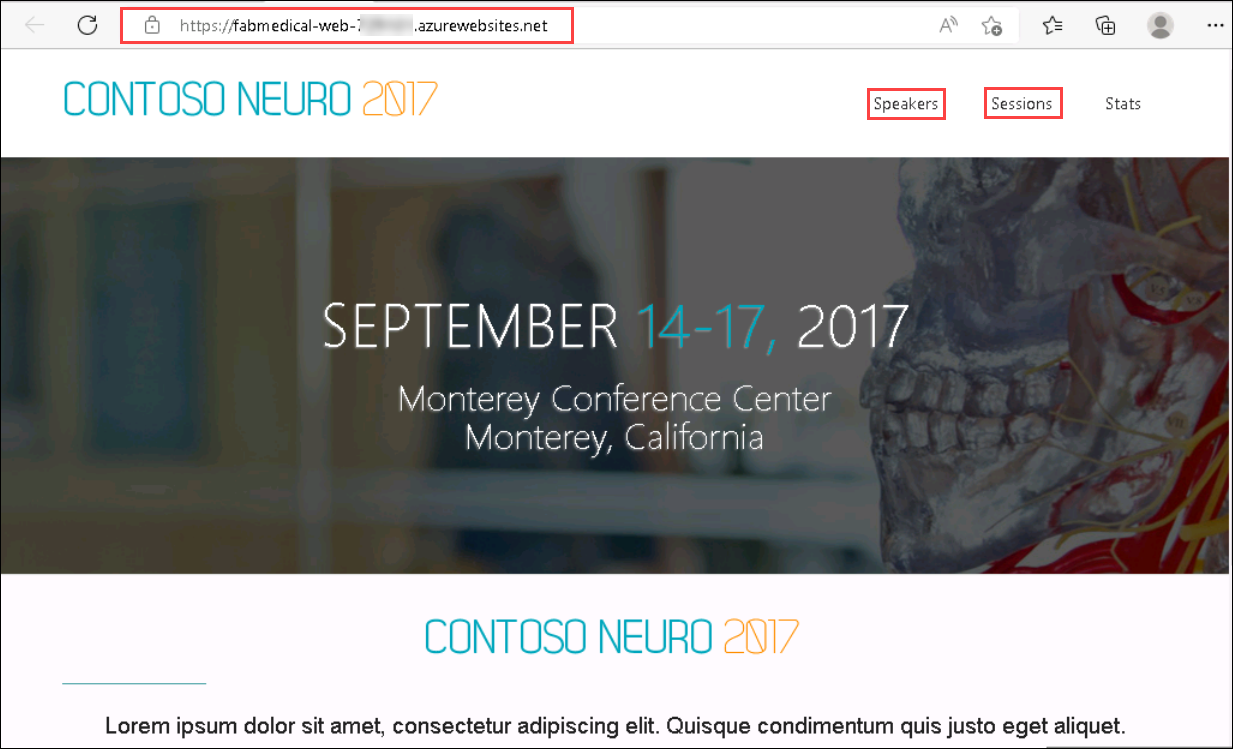 https://fabmedical-web-7 .azurewebsites.net
CONTOSO NEURO 2017
Speakers
Sessions
Stats
SEPTEMBER 14-17, 2017
Monterey Conference Center
Monterey, California
CONTOSO NEURO 2017
Lorem ipsum dolor sit amet, consectetur adipiscing elit. Quisque condimentum quis justo eget aliquet.